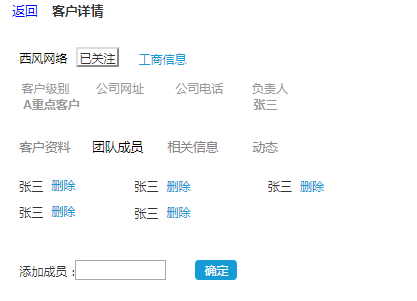 返回 客户详情
西风网络 已关注 工商信息
客户级别 公司网址 公司电话 负责人
A重点客户 张三
客户资料 团队成员 相关信息 动态
张三 删除 张三 删除 张三 删除
张三 删除 张三 删除
添加成员： 确定